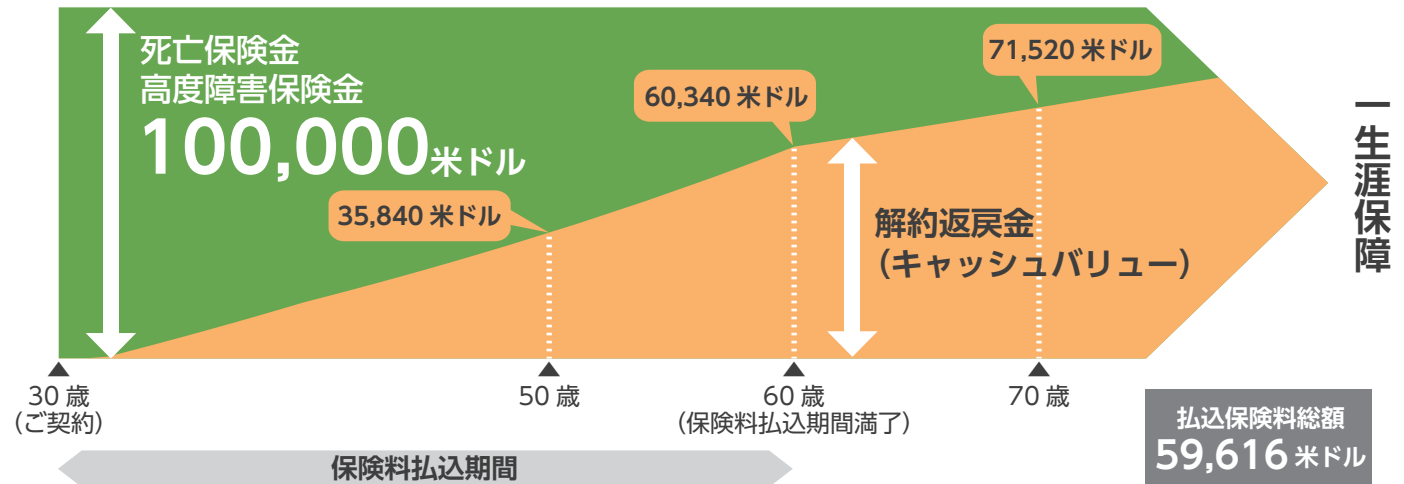 死亡保険金
高度障害保険金
100,000米ドル
35,840 米ドル
60,340 米ドル
71,520 米ドル
解約返戻金
(キャッシュバリュー)
一生涯保障
30 歳
(ご契約)
50 歳
60 歳
(保険料払込期間満了)
70 歳
保険料払込期間
払込保険料総額
59,616 米ドル